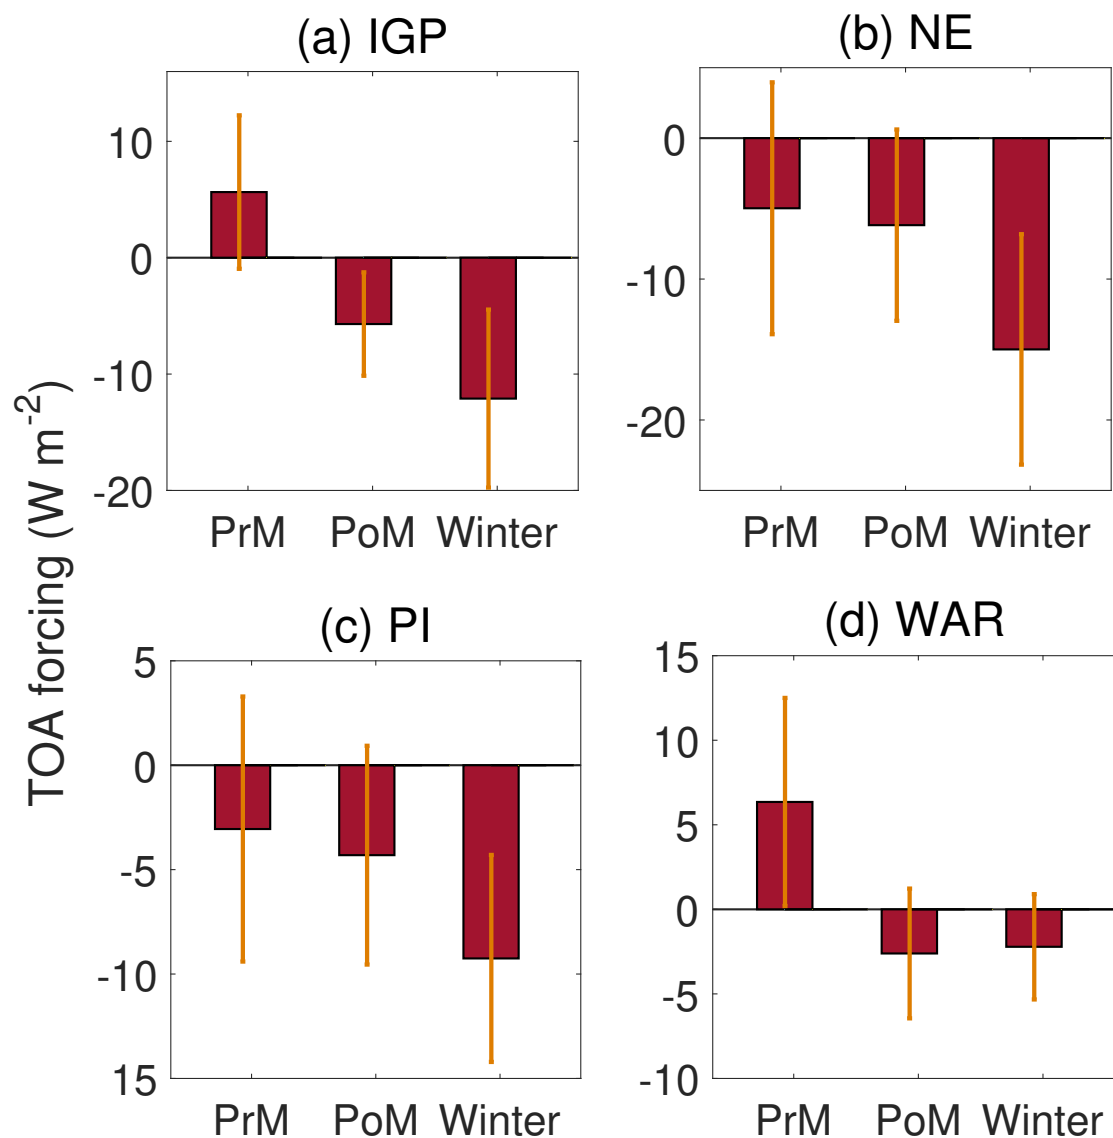 (a) IGP
10
0
-10
-20
PrM PoM Winter
(b) NE
0
-10
-20
PrM PoM Winter
TOA forcing (W m⁻²)
(c) PI
5
0
-5
-10
15
PrM PoM Winter
(d) WAR
15
10
5
0
-5
-10
PrM PoM Winter